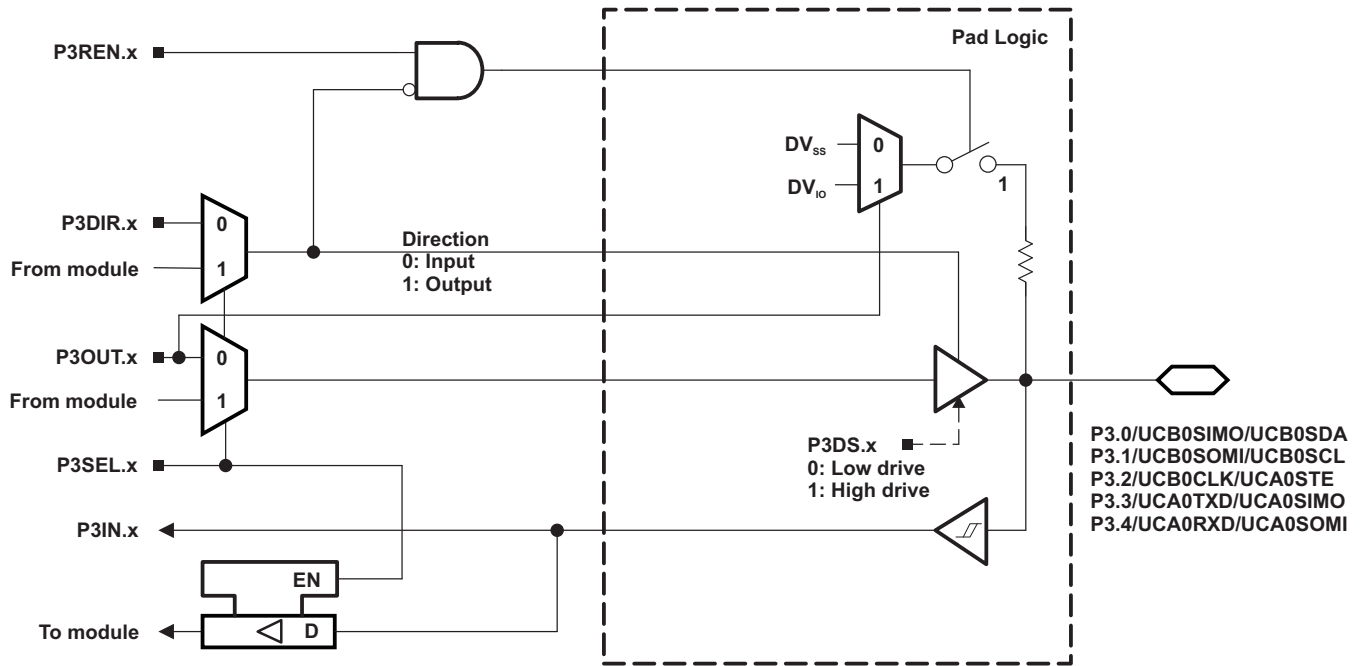 Pad Logic
P3REN.x
DVSS
0
DVIO
1
1
P3DIR.x
0
From module
1
Direction
0: Input
1: Output
P3OUT.x
0
From module
1
P3DS.x
0: Low drive
1: High drive
P3SEL.x
P3.0/UCB0SIMO/UCB0SDA
P3.1/UCB0SOMI/UCB0SCL
P3.2/UCB0CLK/UCA0STE
P3.3/UCA0TXD/UCA0SIMO
P3.4/UCA0RXD/UCA0SOMI
P3IN.x
EN
To module
D